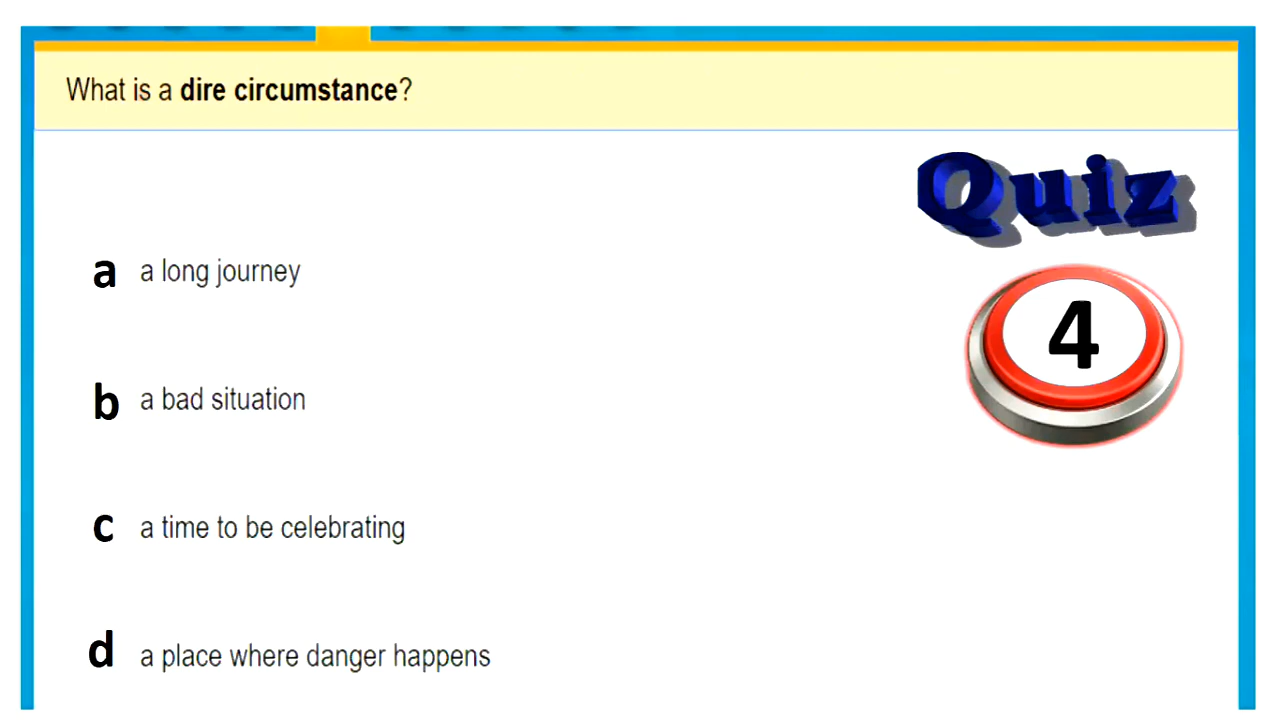 What is a dire circumstance?
Quiz
4
a a long journey
b a bad situation
c a time to be celebrating
d a place where danger happens